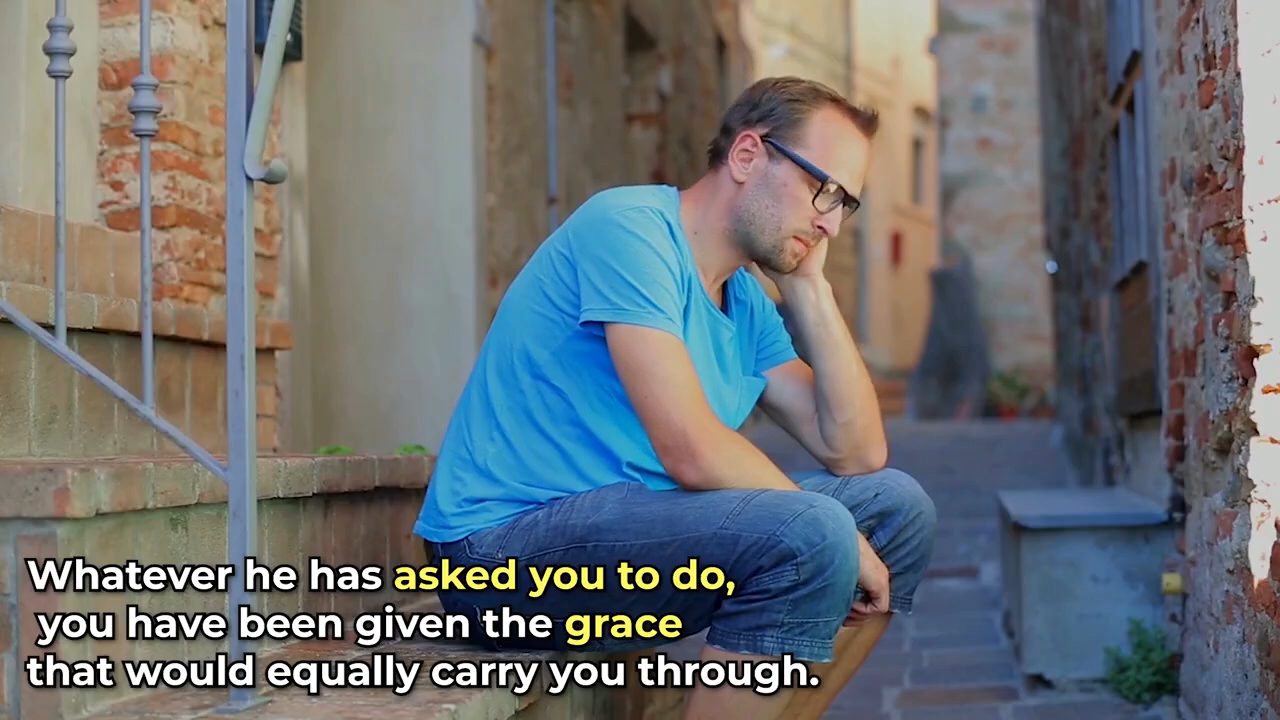 Whatever he has asked you to do,
you have been given the grace
that would equally carry you through.